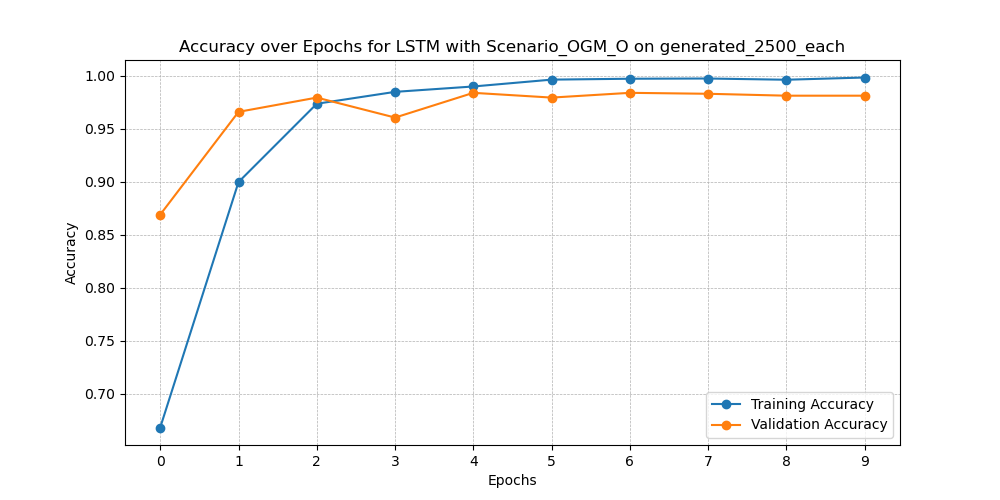 Accuracy over Epochs for LSTM with Scenario_OGM_O on generated_2500_each
Accuracy
1.00
0.95
0.90
0.85
0.80
0.75
0.70
0 1 2 3 4 5 6 7 8 9
Epochs
Training Accuracy
Validation Accuracy